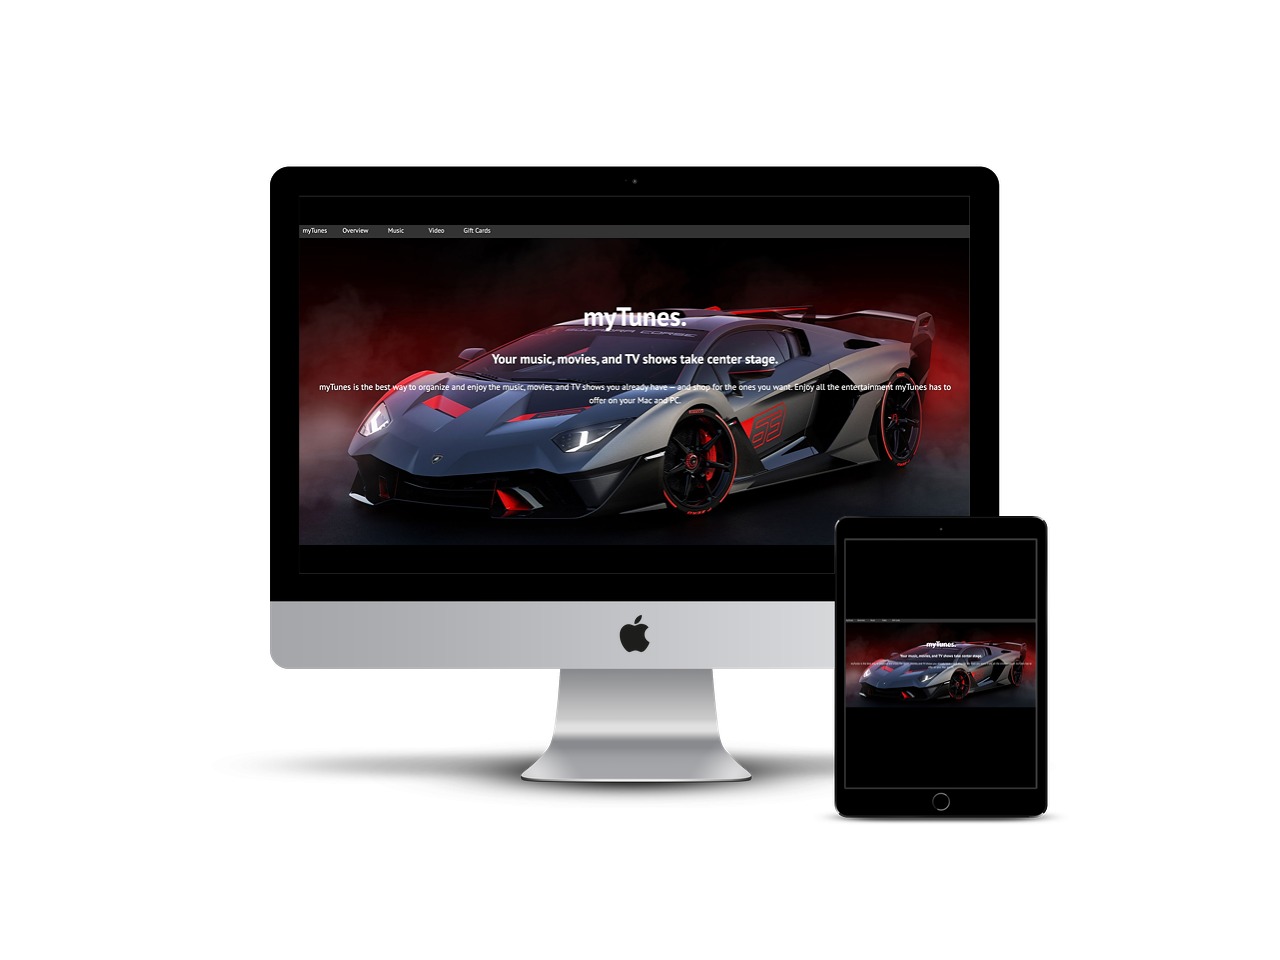 myTunes Overview Music Video Gift Cards
myTunes.
SQUADRA CORSE
Your music, movies, and TV shows take center stage.
myTunes is the best way to organize and enjoy the music, movies, and TV shows you already have — and shop for the ones you want. Enjoy all the entertainment myTunes has to
offer on your Mac and PC.
63
myTunes.
Your music, movies, and TV shows take center stage.